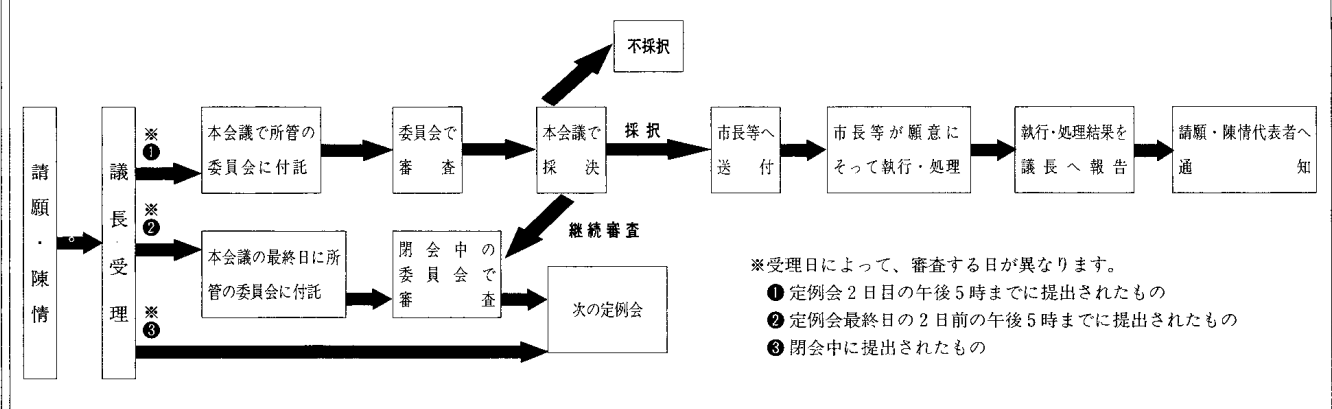 請願・陳情
議長・受理
※
❶
本会議で所管の
委員会に付託
委員会で
審査
本会議で
採決
不採択
採択
市長等へ
送付
市長等が願意に
そって執行・処理
執行・処理結果を
議長へ報告
請願・陳情代表者へ
通知
※
❷
本会議の最終日に所
管の委員会に付託
閉会中の
委員会で
審査
継続審査
次の定例会
※
❸
※受理日によって、審査する日が異なります。
❶定例会2日目の午後5時までに提出されたもの
❷定例会最終日の2日前の午後5時までに提出されたもの
❸閉会中に提出されたもの